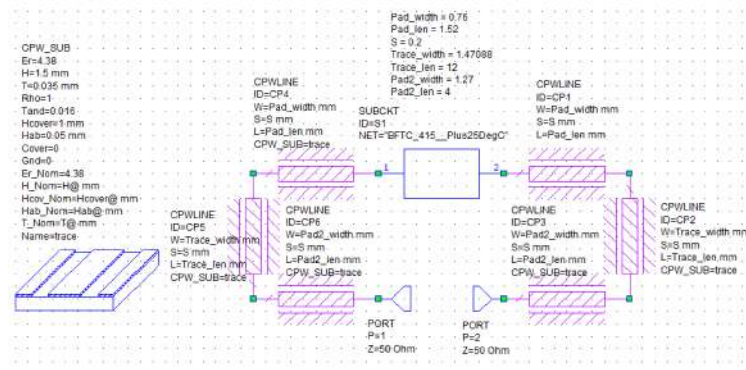 Pad_width = 0.76
Pad_len = 1.52
S = 0.2
Trace_width = 1.47088
Trace_len = 12
Pad2_width = 1.27
Pad2_len = 4
CPW_SUB
Er=4.38
H=1.5 mm
T=0.035 mm
Rho=1
Tand=0.016
Hcover=1 mm
Hab=0.05 mm
Cover=0
Gnd=0
Er_Nom=4.38
H_Nom=H@ mm
Hcov_Nom=Hcover@ mm
Hab_Nom=Hab@ mm
T_Nom=T@ mm
Name=trace
CPWLINE
ID=CP4
W=Pad_width mm
S=S mm
L=Pad_len mm
CPW_SUB=trace
SUBCKT
ID=S1
NET="BFTC_415__Plus25DegC"
1
2
CPWLINE
ID=CP1
W=Pad_width mm
S=S mm
L=Pad_len mm
CPWLINE
ID=CP5
W=Trace_width mm
S=S mm
L=Trace_len mm
CPW_SUB=trace
CPWLINE
ID=CP6
W=Pad2_width mm
S=S mm
L=Pad2_len mm
CPW_SUB=trace
CPWLINE
ID=CP3
W=Pad2_width mm
S=S mm
L=Pad2_len mm
CPW_SUB=trace
CPWLINE
ID=CP2
W=Trace_width mm
S=S mm
L=Trace_len mm
CPW_SUB=trace
PORT
P=1
Z=50 Ohm
PORT
P=2
Z=50 Ohm